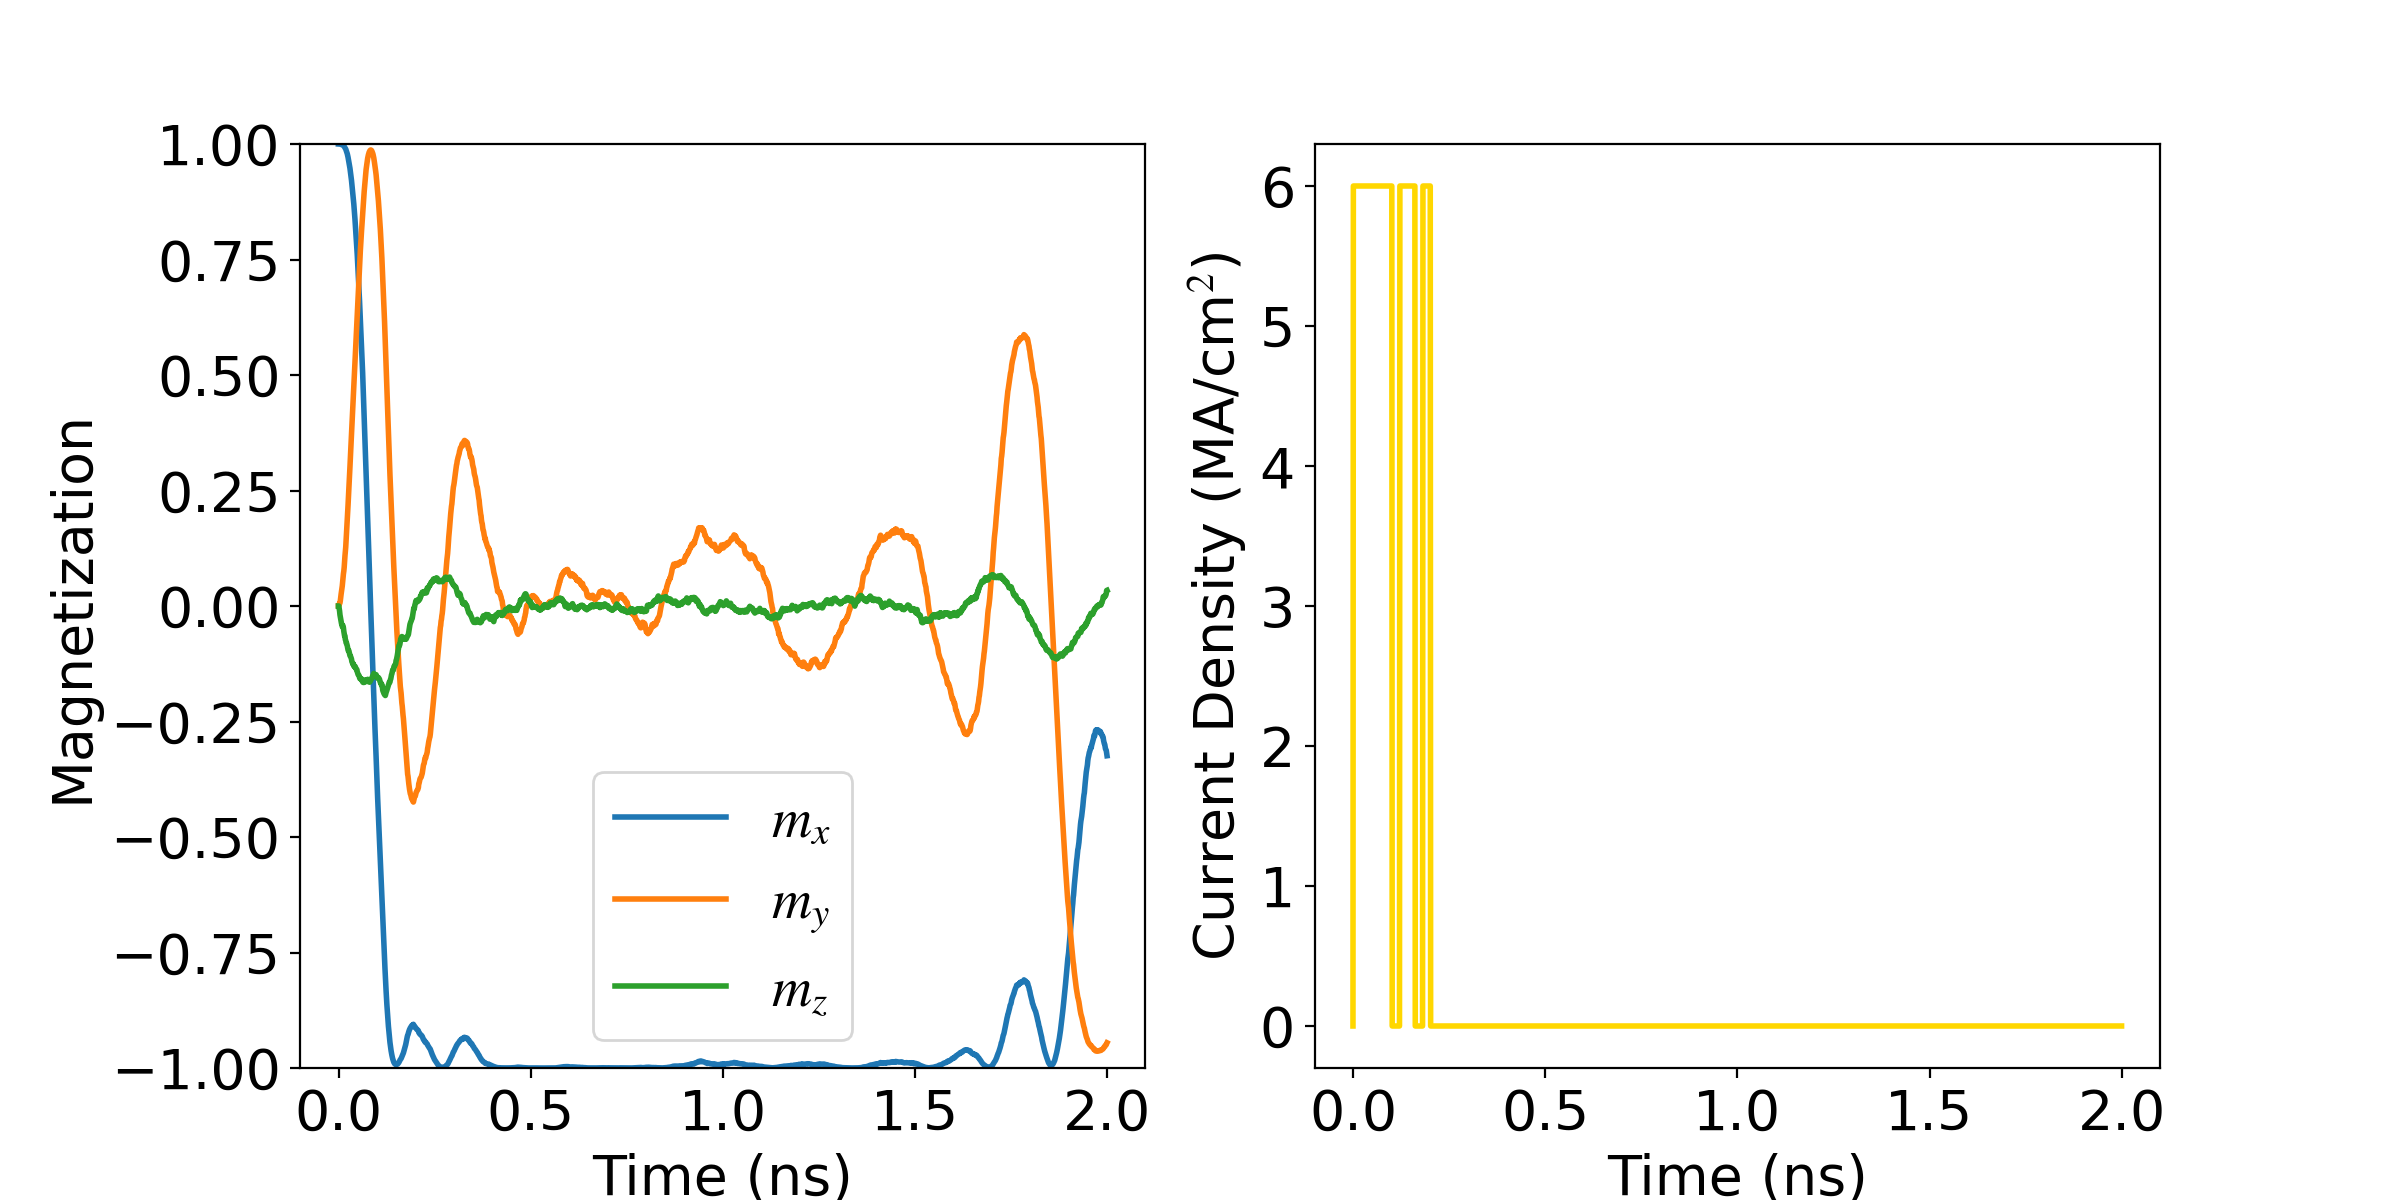 Magnetization
1.00
0.75
0.50
0.25
0.00
−0.25
−0.50
−0.75
−1.00
0.0 0.5 1.0 1.5 2.0
Time (ns)
m_x
m_y
m_z
Current Density (MA/cm²)
6
5
4
3
2
1
0
0.0 0.5 1.0 1.5 2.0
Time (ns)